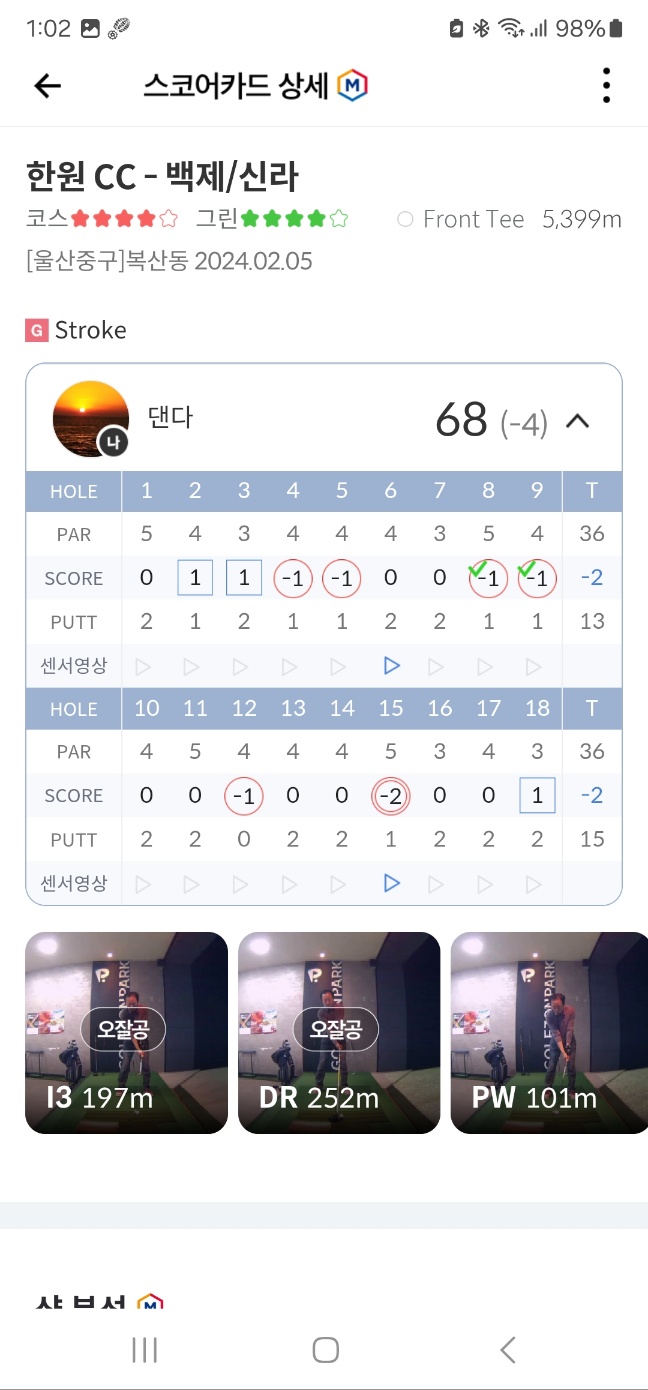 1:02 98%
스코어카드 상세 M
한원 CC - 백제/신라
코스 그린 Front Tee 5,399m
[울산중구]복산동 2024.02.05
G Stroke
나 댄다 68 (-4)
HOLE 1 2 3 4 5 6 7 8 9 T
PAR 5 4 3 4 4 4 3 5 4 36
SCORE 0 1 1 -1 -1 0 0 -1 -1 -2
PUTT 2 1 2 1 1 2 2 1 1 13
센서영상
HOLE 10 11 12 13 14 15 16 17 18 T
PAR 4 5 4 4 4 5 3 4 3 36
SCORE 0 0 -1 0 0 -2 0 0 1 -2
PUTT 2 2 0 2 2 1 2 2 2 15
센서영상
오잘공 오잘공
I3 197m DR 252m PW 101m